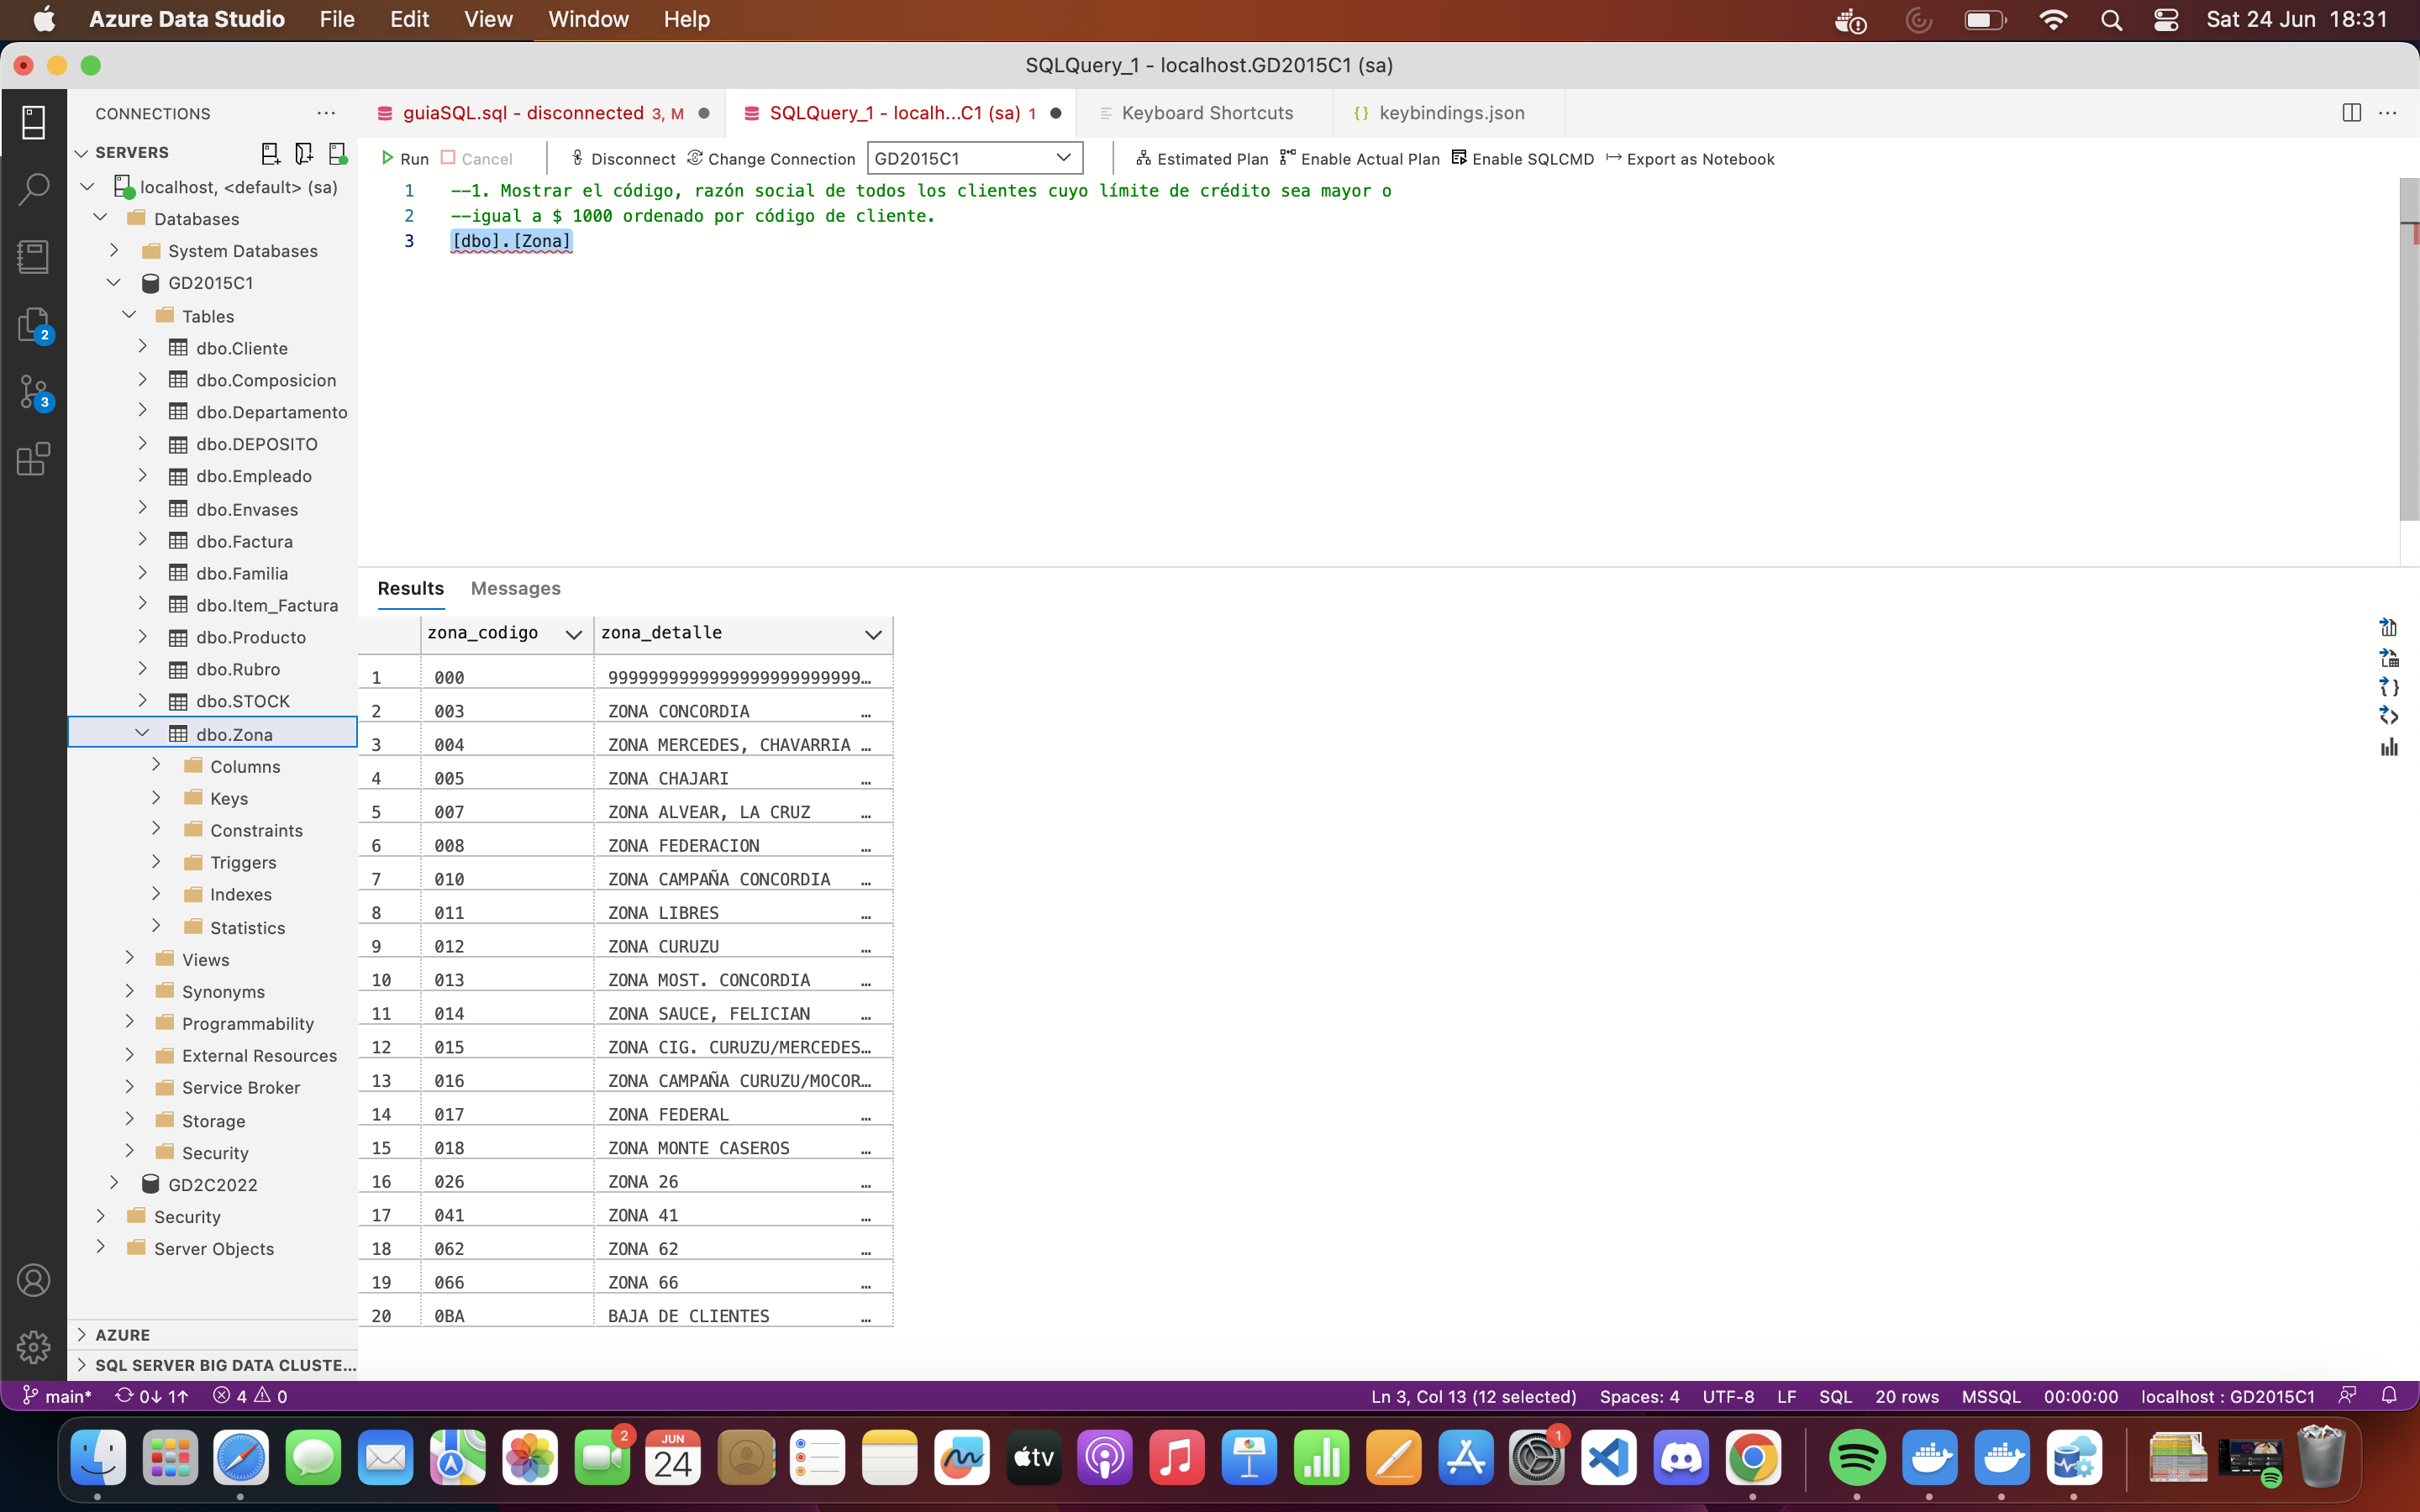 Azure Data Studio File Edit View Window Help Sat 24 Jun 18:31
SQLQuery_1 - localhost.GD2015C1 (sa)
CONNECTIONS
guiaSQL.sql - disconnected 3, M
SQLQuery_1 - localh...C1 (sa) 1
Keyboard Shortcuts
{} keybindings.json
SERVERS
Run Cancel Disconnect Change Connection GD2015C1 Estimated Plan Enable Actual Plan Enable SQLCMD Export as Notebook
localhost, <default> (sa)
Databases
System Databases
GD2015C1
Tables
dbo.Cliente
dbo.Composicion
dbo.Departamento
dbo.DEPOSITO
dbo.Empleado
dbo.Envases
dbo.Factura
dbo.Familia
dbo.Item_Factura
dbo.Producto
dbo.Rubro
dbo.STOCK
dbo.Zona
Columns
Keys
Constraints
Triggers
Indexes
Statistics
Views
Synonyms
Programmability
External Resources
Service Broker
Storage
Security
GD2C2022
Security
Server Objects
AZURE
SQL SERVER BIG DATA CLUSTE...
2
3
1 --1. Mostrar el código, razón social de todos los clientes cuyo límite de crédito sea mayor o
2 --igual a $ 1000 ordenado por código de cliente.
3 [dbo].[Zona]
Results Messages
zona_codigo zona_detalle
1 000 9999999999999999999999999…
2 003 ZONA CONCORDIA …
3 004 ZONA MERCEDES, CHAVARRIA …
4 005 ZONA CHAJARI …
5 007 ZONA ALVEAR, LA CRUZ …
6 008 ZONA FEDERACION …
7 010 ZONA CAMPAÑA CONCORDIA …
8 011 ZONA LIBRES …
9 012 ZONA CURUZU …
10 013 ZONA MOST. CONCORDIA …
11 014 ZONA SAUCE, FELICIAN …
12 015 ZONA CIG. CURUZU/MERCEDES…
13 016 ZONA CAMPAÑA CURUZU/MOCOR…
14 017 ZONA FEDERAL …
15 018 ZONA MONTE CASEROS …
16 026 ZONA 26 …
17 041 ZONA 41 …
18 062 ZONA 62 …
19 066 ZONA 66 …
20 0BA BAJA DE CLIENTES …
main* 0↓ 1↑ 4 0 Ln 3, Col 13 (12 selected) Spaces: 4 UTF-8 LF SQL 20 rows MSSQL 00:00:00 localhost : GD2015C1
2
JUN
24
tv
1